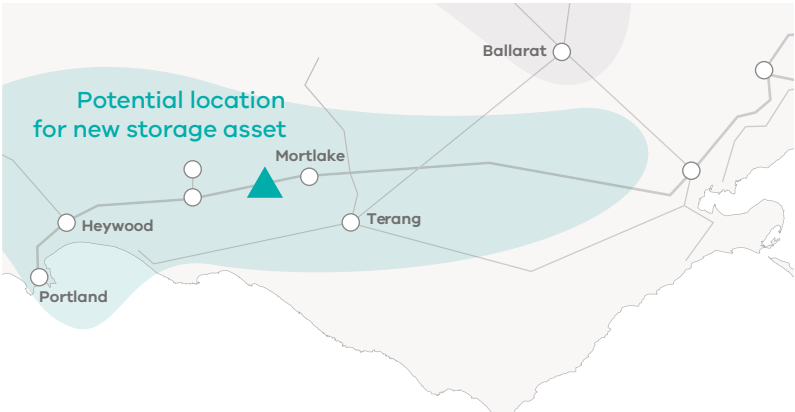 Ballarat
Potential location
for new storage asset
Mortlake
Terang
Heywood
Portland